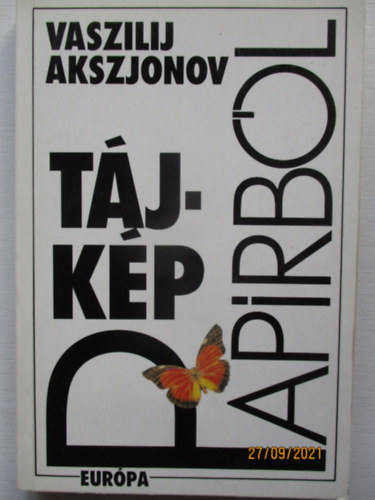 VASZILIJ
AKSZJONOV
TÁJ-
KÉP
PAPÍRBÓL
EURÓPA
27/09/2021